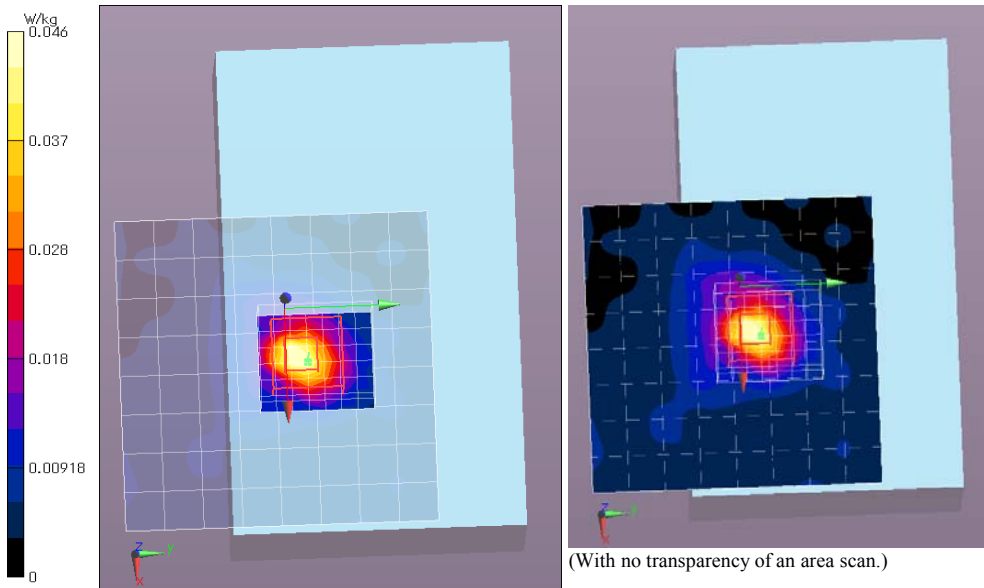 W/kg
0.046
0.037
0.028
0.018
0.00918
0
z
y
x
z
y
x
(With no transparency of an area scan.)